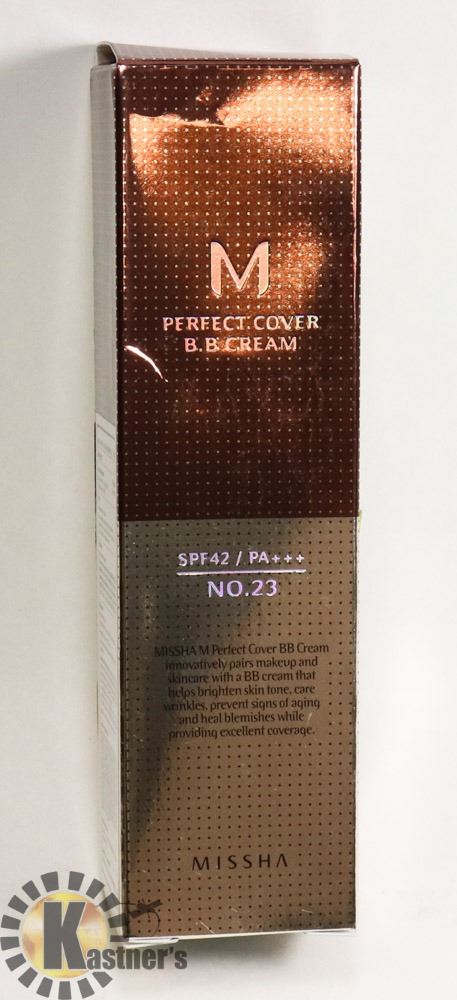 M
PERFECT COVER
B.B CREAM
SPF42 / PA+++
NO.23
MISSHA M Perfect Cover BB Cream
innovatively pairs makeup and
skincare with a BB cream that
helps brighten skin tone, care
wrinkles, prevent signs of aging
and heal blemishes while
providing excellent coverage.
MISSHA
Kastner's